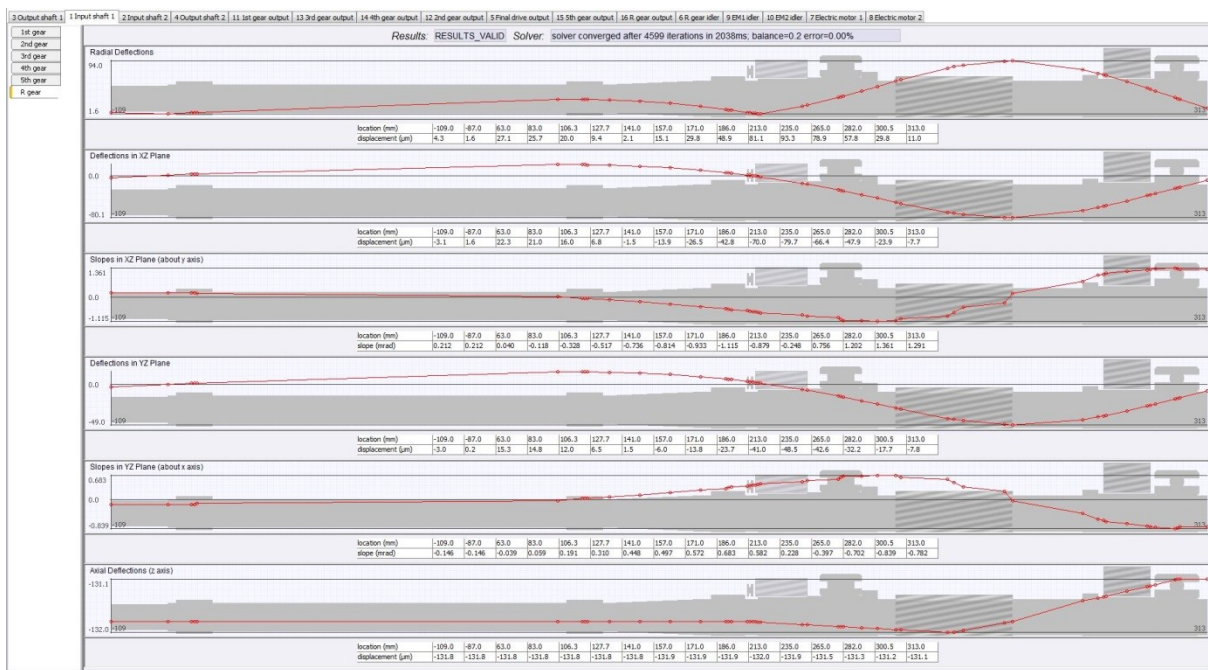 3 Output shaft 1 1 Input shaft 1 2 Input shaft 2 4 Output shaft 2 11 1st gear output 13 3rd gear output 14 4th gear output 12 2nd gear output 5 Final drive output 15 5th gear output 16 R gear output 6 R gear idler 9 EM1 idler 10 EM2 idler 7 Electric motor 1 8 Electric motor 2
1st gear
2nd gear
3rd gear
4th gear
5th gear
R gear
Results: RESULTS_VALID Solver: solver converged after 4599 iterations in 2038ms; balance=0.2 error=0.00%
Radial Deflections
94.0
1.6 -109 313
location (mm) -109.0 -87.0 63.0 83.0 106.3 127.7 141.0 157.0 171.0 186.0 213.0 235.0 265.0 282.0 300.5 313.0
displacement (µm) 4.3 1.6 27.1 25.7 20.0 9.4 2.1 15.1 29.8 48.9 81.1 93.3 78.9 57.8 29.8 11.0
Deflections in XZ Plane
0.0
-80.1 -109 313
location (mm) -109.0 -87.0 63.0 83.0 106.3 127.7 141.0 157.0 171.0 186.0 213.0 235.0 265.0 282.0 300.5 313.0
displacement (µm) -3.1 1.6 22.3 21.0 16.0 6.8 -1.5 -13.9 -26.5 -42.8 -70.0 -79.7 -66.4 -47.9 -23.9 -7.7
Slopes in XZ Plane (about y axis)
1.361
0.0
-1.115 -109 313
location (mm) -109.0 -87.0 63.0 83.0 106.3 127.7 141.0 157.0 171.0 186.0 213.0 235.0 265.0 282.0 300.5 313.0
slope (mrad) 0.212 0.212 0.040 -0.118 -0.328 -0.517 -0.736 -0.814 -0.933 -1.115 -0.879 -0.248 0.756 1.202 1.361 1.291
Deflections in YZ Plane
0.0
-49.0 -109 313
location (mm) -109.0 -87.0 63.0 83.0 106.3 127.7 141.0 157.0 171.0 186.0 213.0 235.0 265.0 282.0 300.5 313.0
displacement (µm) -3.0 0.2 15.3 14.8 12.0 6.5 1.5 -6.0 -13.8 -23.7 -41.0 -48.5 -42.6 -32.2 -17.7 -7.8
Slopes in YZ Plane (about x axis)
0.683
0.0
-0.839 -109 313
location (mm) -109.0 -87.0 63.0 83.0 106.3 127.7 141.0 157.0 171.0 186.0 213.0 235.0 265.0 282.0 300.5 313.0
slope (mrad) -0.146 -0.146 -0.039 0.059 0.191 0.310 0.448 0.497 0.572 0.683 0.582 0.228 -0.397 -0.702 -0.839 -0.782
Axial Deflections (z axis)
-131.1
-132.0 -109 313
location (mm) -109.0 -87.0 63.0 83.0 106.3 127.7 141.0 157.0 171.0 186.0 213.0 235.0 265.0 282.0 300.5 313.0
displacement (µm) -131.8 -131.8 -131.8 -131.8 -131.8 -131.8 -131.8 -131.9 -131.9 -131.9 -132.0 -131.9 -131.5 -131.3 -131.2 -131.1